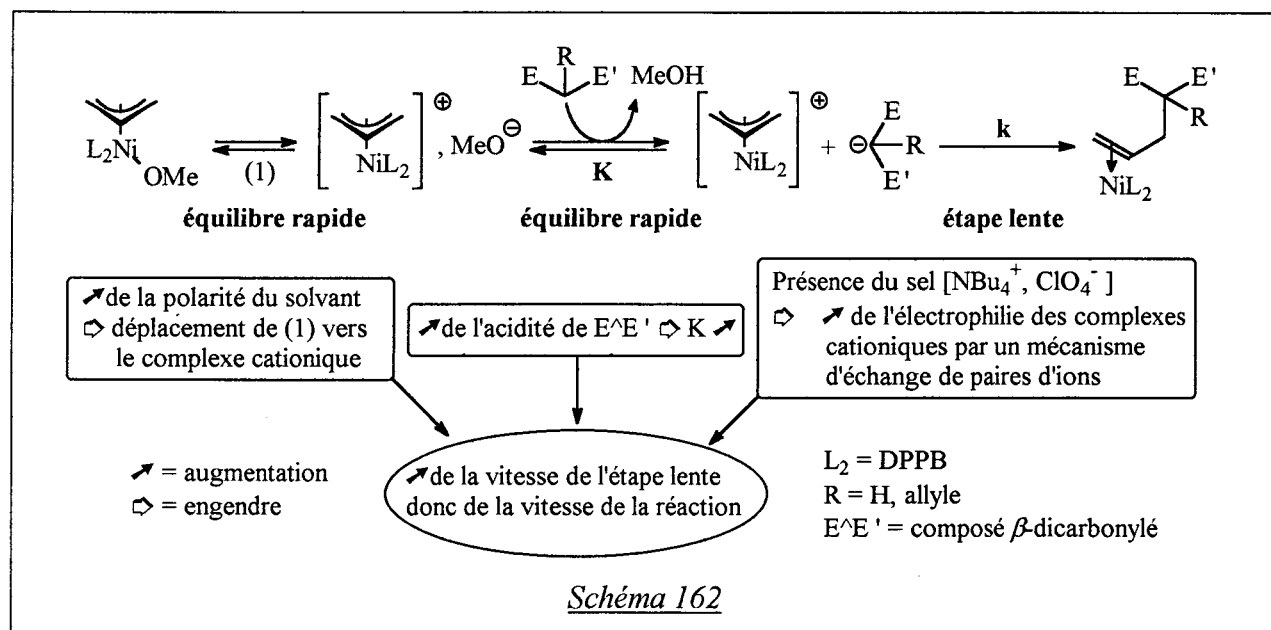 R
E E' MeOH
L₂Ni OMe
(1)
[ NiL₂ ]⊕ , MeO⊖
K
[ NiL₂ ]⊕ + ⊖ E R E'
k
E E' R
NiL₂
équilibre rapide équilibre rapide étape lente
➚de la polarité du solvant
⇨ déplacement de (1) vers
le complexe cationique
➚de l'acidité de E^E ' ⇨ K ➚
Présence du sel [NBu₄⁺, ClO₄⁻ ]
⇨ ➚ de l'électrophilie des complexes
cationiques par un mécanisme
d'échange de paires d'ions
➚ = augmentation
⇨ = engendre
➚de la vitesse de l'étape lente
donc de la vitesse de la réaction
L₂ = DPPB
R = H, allyle
E^E ' = composé β-dicarbonylé
Schéma 162